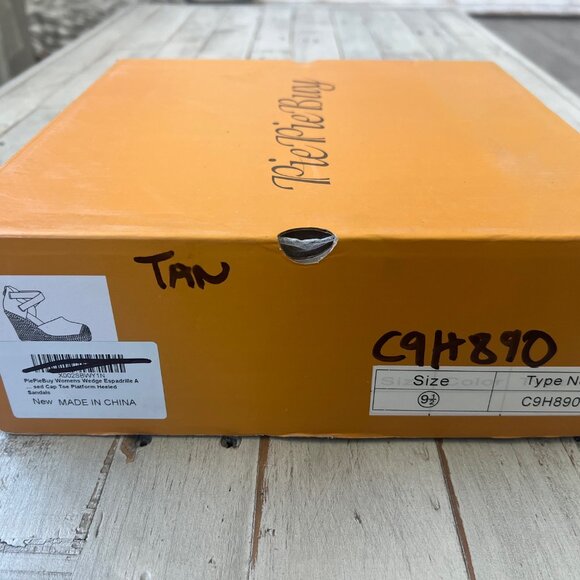 PiePieBuy
TAN
X002SBWY1N
PiePieBuy Womens Wedge Espadrille A
... sed Cap Toe Platform Heeled
Sandals
New MADE IN CHINA
C9H890
Size Type N
9½ C9H890